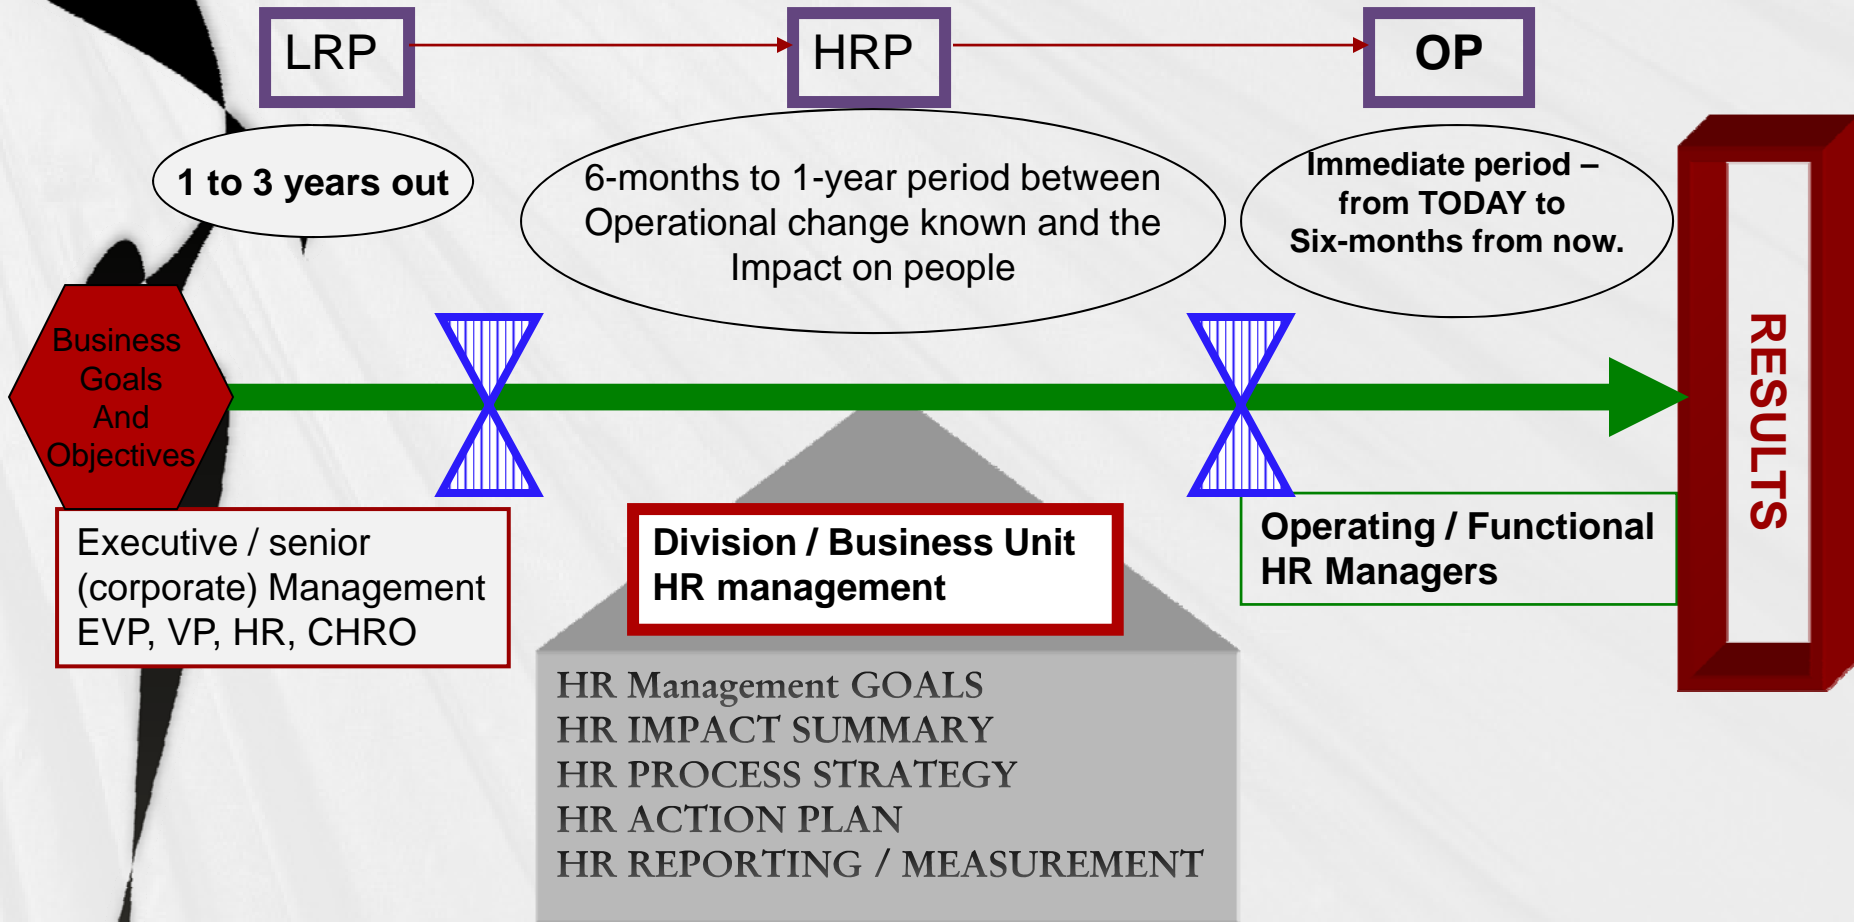 LRP
HRP
OP
1 to 3 years out
6-months to 1-year period between
Operational change known and the
Impact on people
Immediate period –
from TODAY to
Six-months from now.
Business
Goals
And
Objectives
RESULTS
Executive / senior
(corporate) Management
EVP, VP, HR, CHRO
Division / Business Unit
HR management
Operating / Functional
HR Managers
HR Management GOALS
HR IMPACT SUMMARY
HR PROCESS STRATEGY
HR ACTION PLAN
HR REPORTING / MEASUREMENT